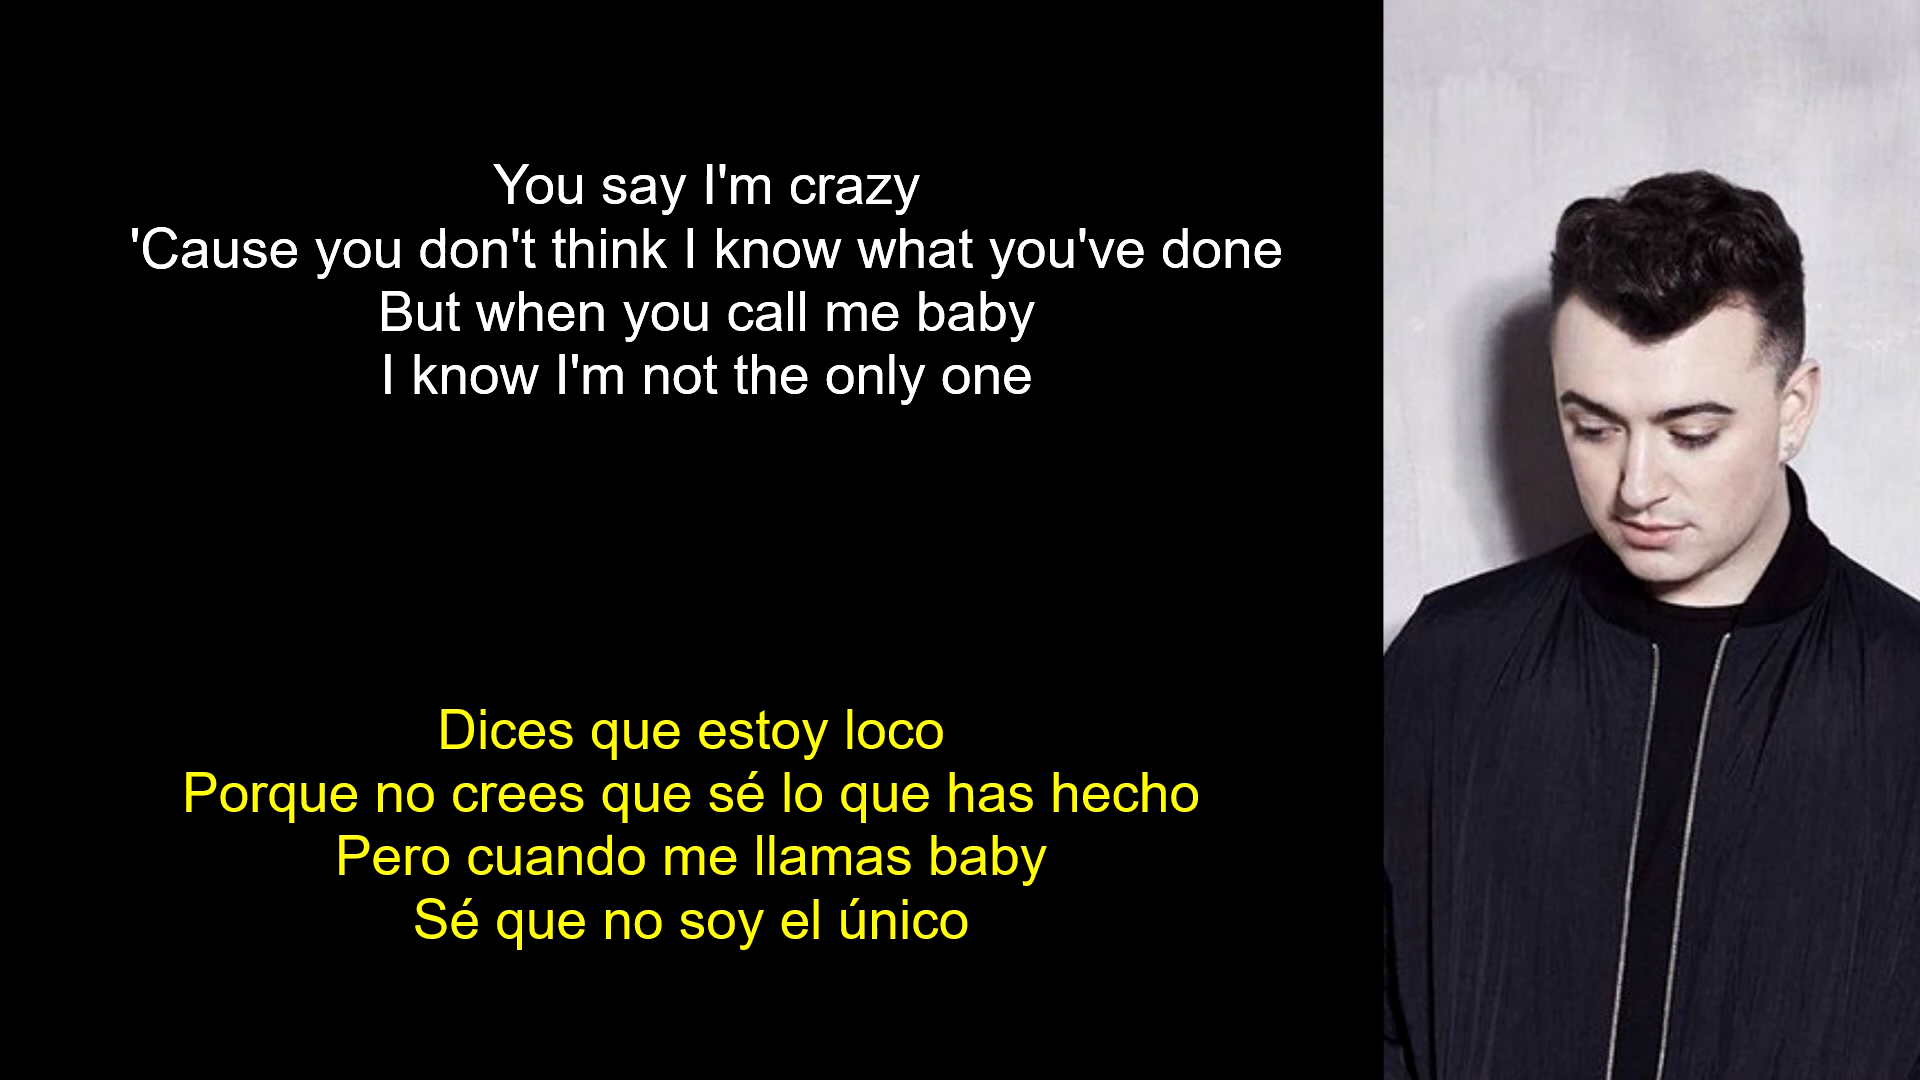 You say I'm crazy
'Cause you don't think I know what you've done
But when you call me baby
I know I'm not the only one
Dices que estoy loco
Porque no crees que sé lo que has hecho
Pero cuando me llamas baby
Sé que no soy el único